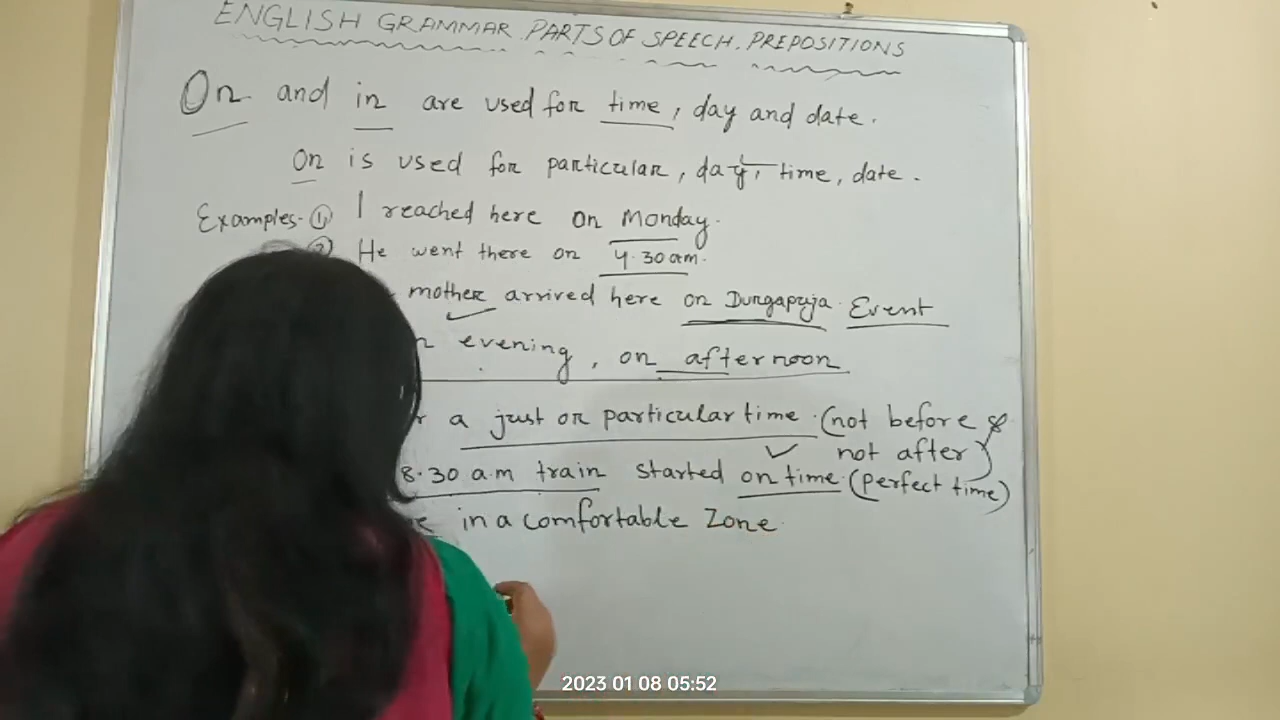 ENGLISH GRAMMAR PARTS OF SPEECH. PREPOSITIONS
On and in are used for time, day and date.
On is used for particular, day, time, date.
Examples- ① I reached here on Monday.
② He went there on 4.30 am.
mother arrived here on Durgapuja Event
evening, on afternoon
a just or particular time (not before &
not after)
8.30 a.m train started on time (perfect time)
in a comfortable Zone
2023 01 08 05:52